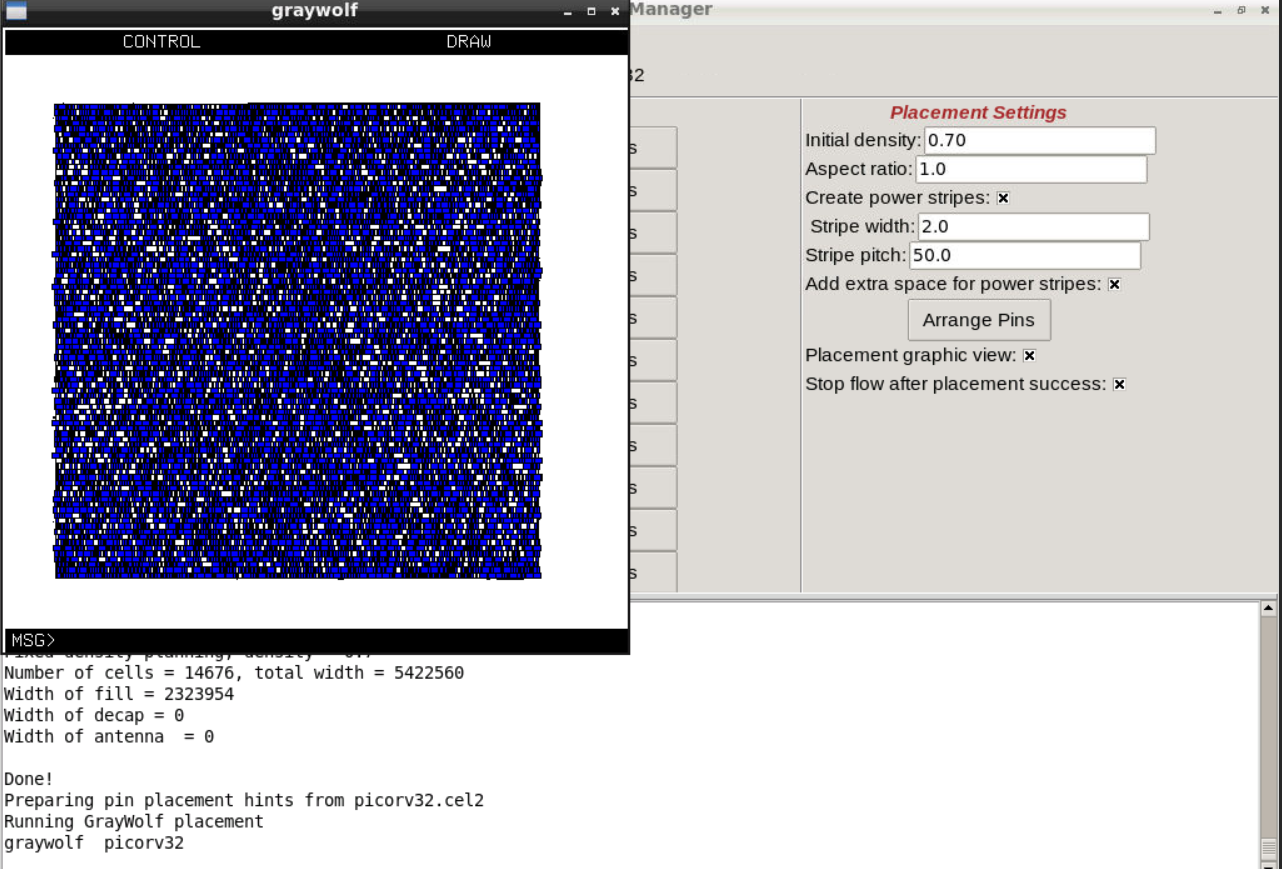 graywolf
Manager
CONTROL DRAW
32
Placement Settings
Initial density: 0.70
Aspect ratio: 1.0
Create power stripes:
Stripe width: 2.0
Stripe pitch: 50.0
Add extra space for power stripes:
Arrange Pins
Placement graphic view:
Stop flow after placement success:
s
s
s
s
s
s
s
s
s
s
s
MSG>
Number of cells = 14676, total width = 5422560
Width of fill = 2323954
Width of decap = 0
Width of antenna  = 0
Done!
Preparing pin placement hints from picorv32.cel2
Running GrayWolf placement
graywolf  picorv32